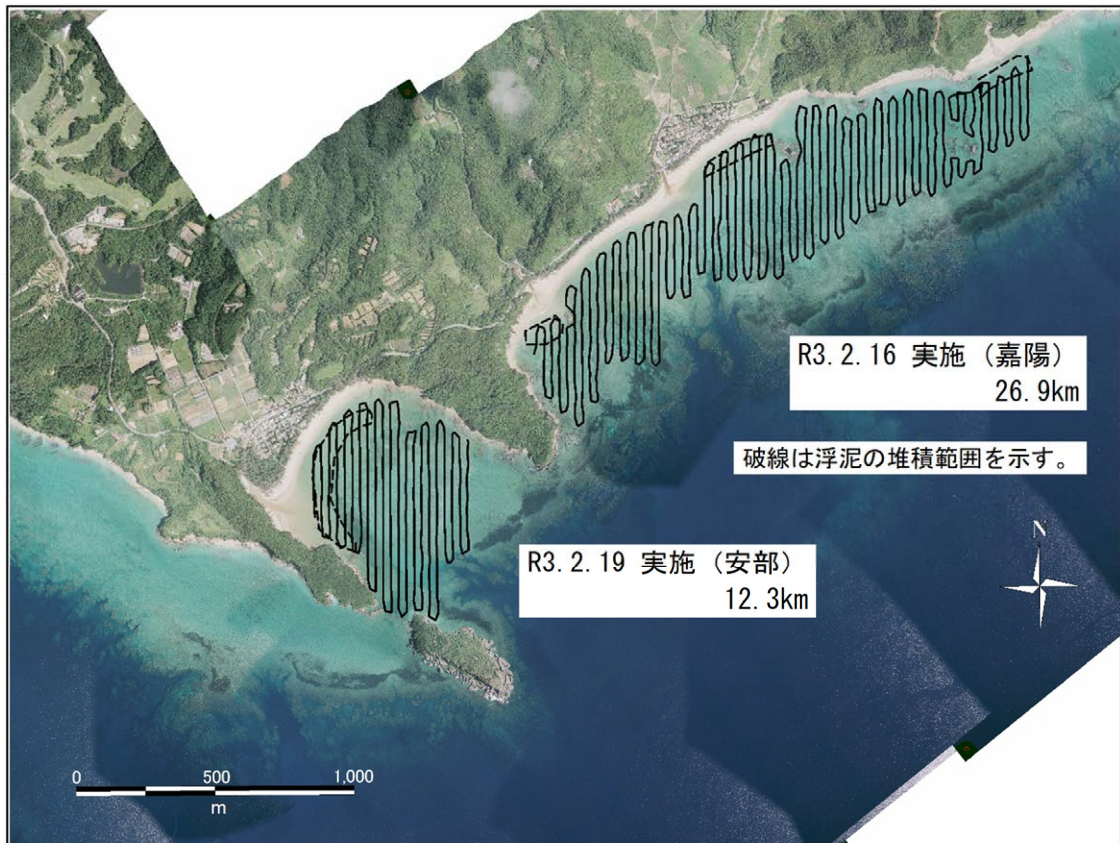 R3.2.16 実施（嘉陽）
26.9km
破線は浮泥の堆積範囲を示す。
N
R3.2.19 実施（安部）
12.3km
0 500 1,000
m